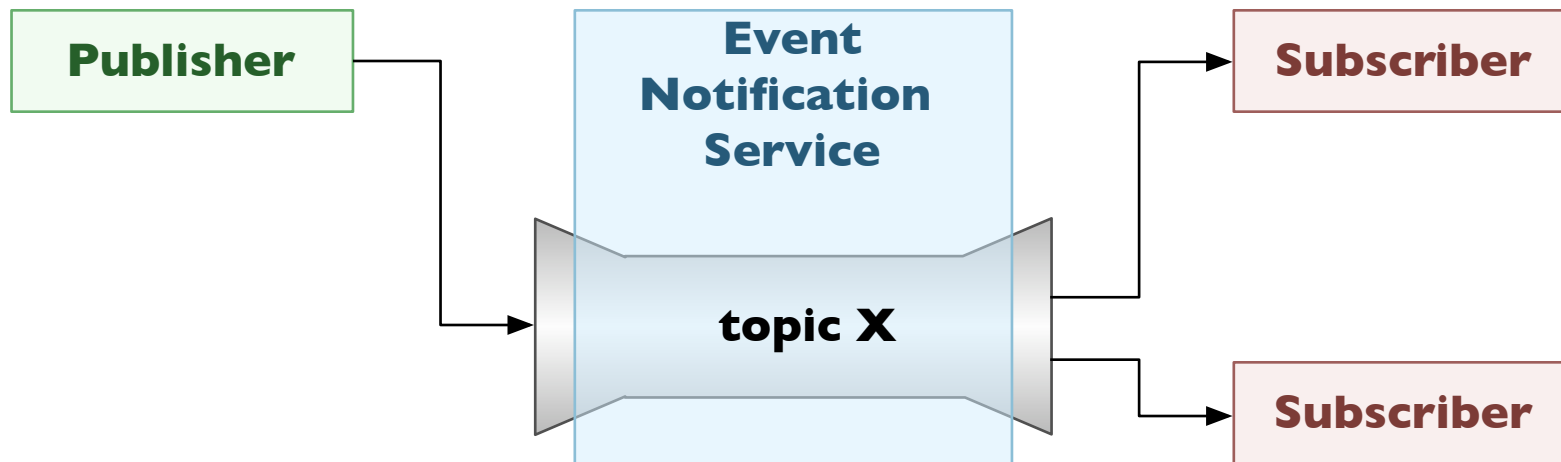 Publisher
Event
Notification
Service
Subscriber
topic X
Subscriber